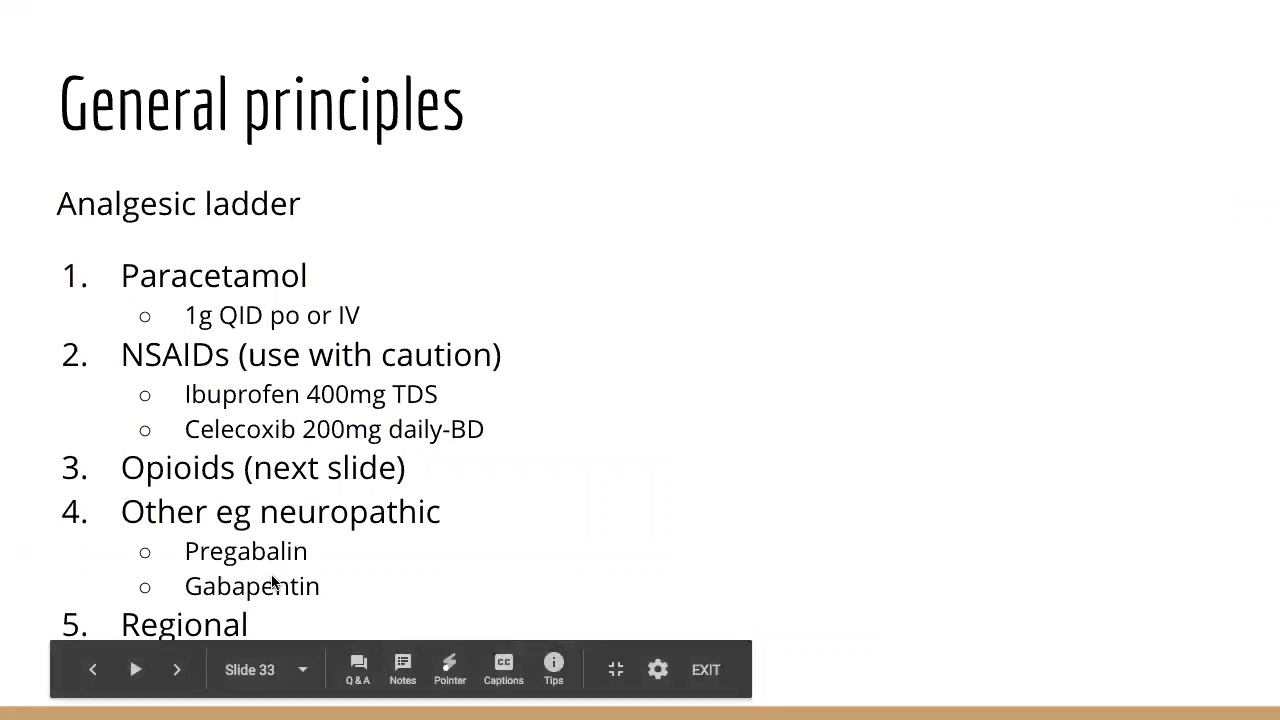 General principles
Analgesic ladder
1. Paracetamol
○ 1g QID po or IV
2. NSAIDs (use with caution)
○ Ibuprofen 400mg TDS
○ Celecoxib 200mg daily-BD
3. Opioids (next slide)
4. Other eg neuropathic
○ Pregabalin
○ Gabapentin
5. Regional
Slide 33
Q & A
Notes
Pointer
CC
Captions
Tips
EXIT